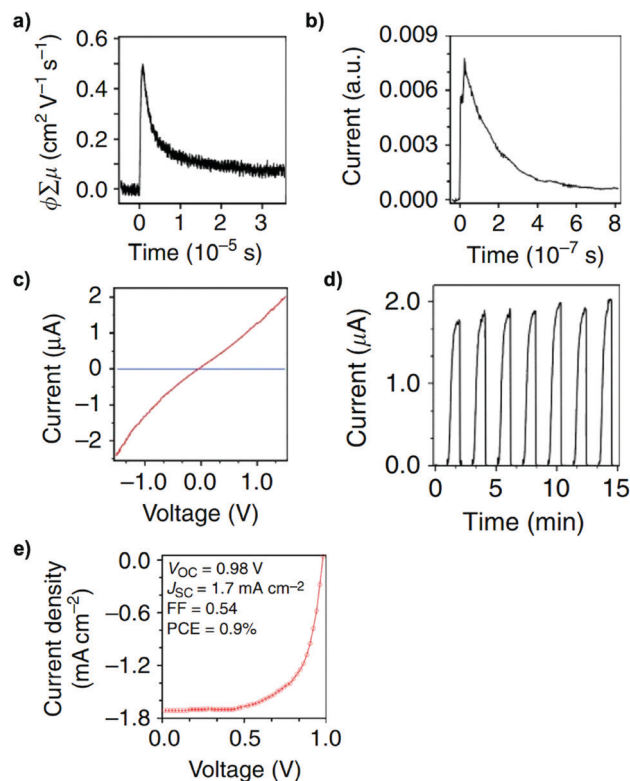 a)
0.6
0.4
0.2
0.0
ϕΣμ (cm² V⁻¹ s⁻¹)
0 1 2 3
Time (10⁻⁵ s)
b)
0.009
0.006
0.003
0.000
Current (a.u.)
0 2 4 6 8
Time (10⁻⁷ s)
c)
2
1
0
−1
−2
Current (μA)
−1.0 0.0 1.0
Voltage (V)
d)
2.0
1.0
0.0
Current (μA)
0 5 10 15
Time (min)
e)
0.0
−0.6
−1.2
−1.8
Current density
(mA cm⁻²)
V_OC = 0.98 V
J_SC = 1.7 mA cm⁻²
FF = 0.54
PCE = 0.9%
0.0 0.5 1.0
Voltage (V)